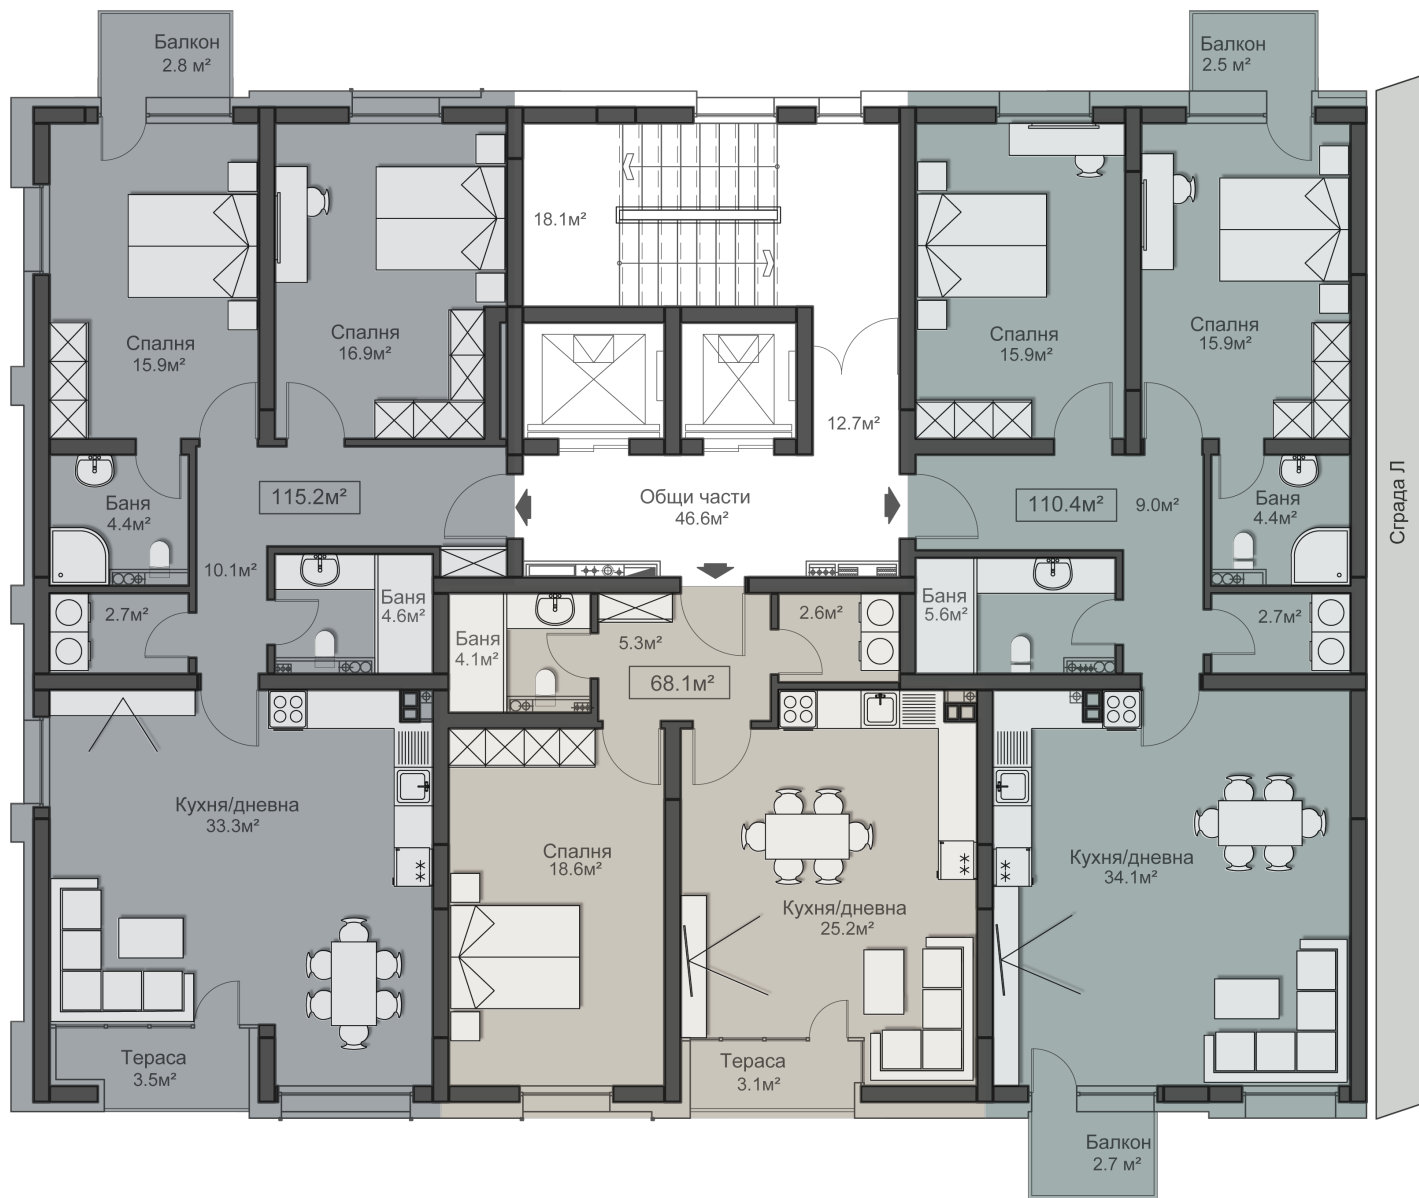 Балкон
2.8 м²
Балкон
2.5 м²
18.1м²
Спалня
15.9м²
Спалня
16.9м²
Спалня
15.9м²
Спалня
15.9м²
12.7м²
Баня
4.4м²
115.2м²
Общи части
46.6м²
110.4м²
9.0м²
Баня
4.4м²
Сграда Л
10.1м²
2.7м²
Баня
4.6м²
Баня
4.1м²
5.3м²
2.6м²
Баня
5.6м²
2.7м²
68.1м²
Кухня/дневна
33.3м²
Спалня
18.6м²
Кухня/дневна
25.2м²
Кухня/дневна
34.1м²
Тераса
3.5м²
Тераса
3.1м²
Балкон
2.7 м²